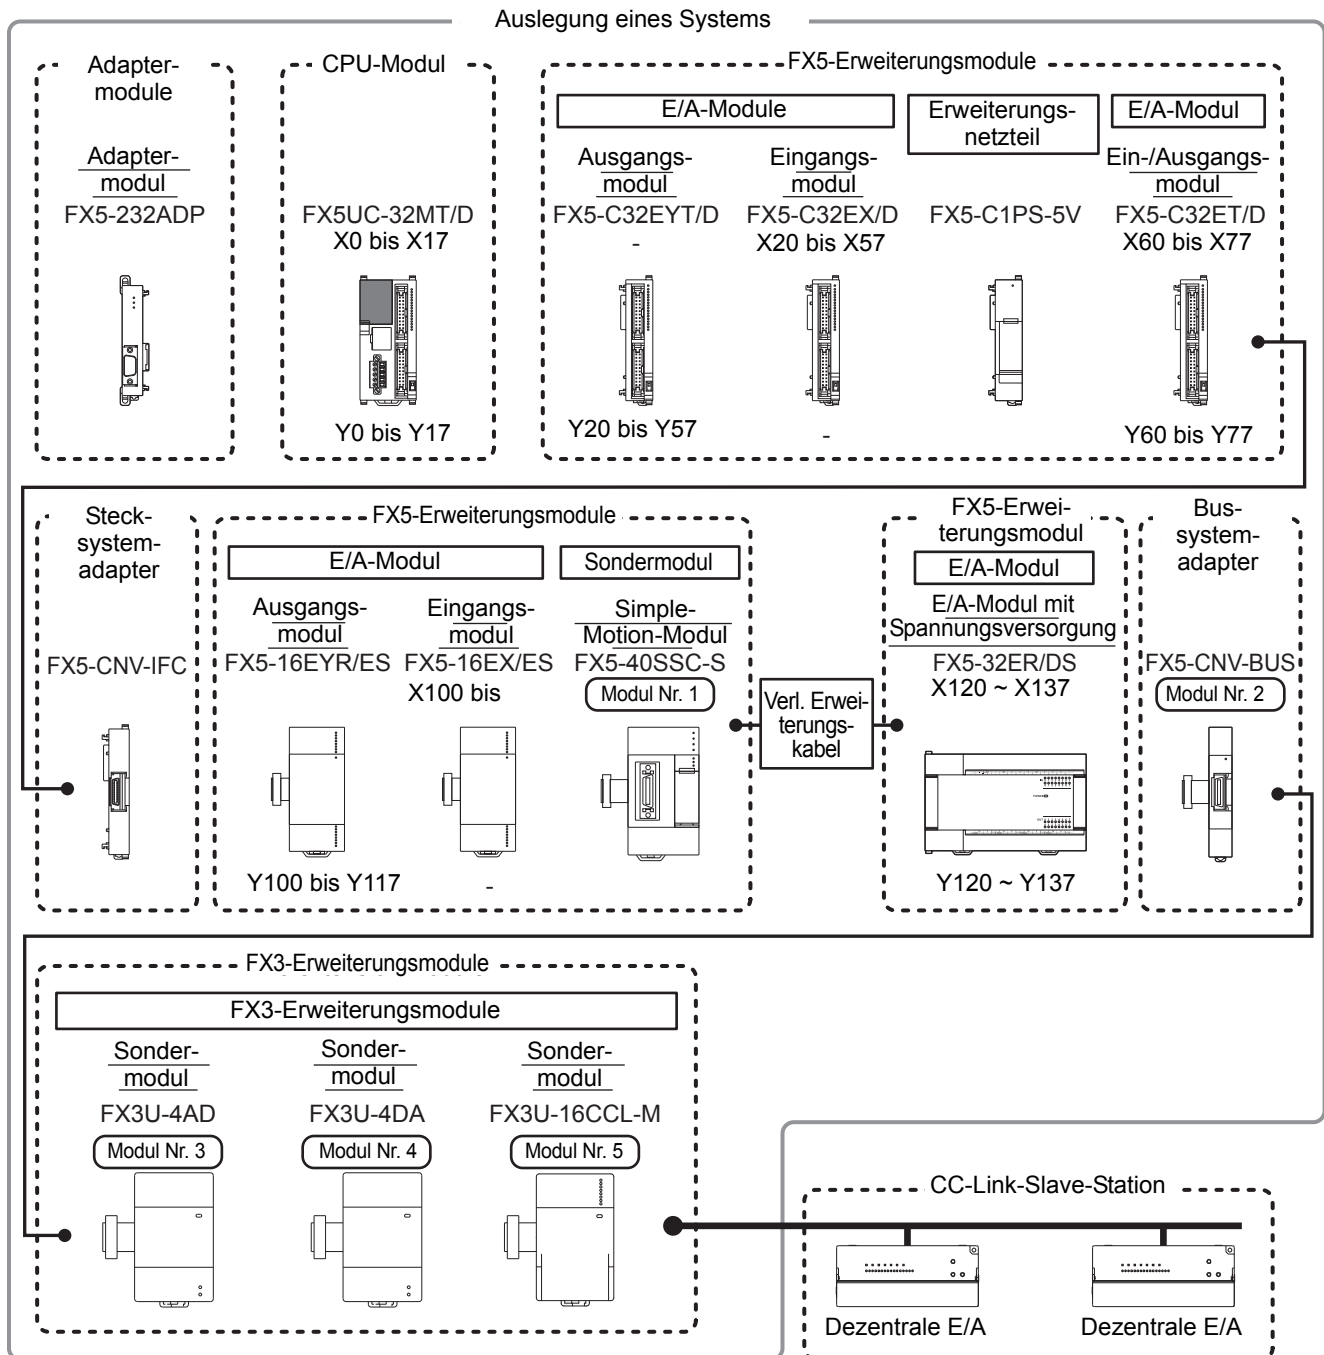 Auslegung eines Systems
Adapter-
module
Adapter-
modul
FX5-232ADP
CPU-Modul
FX5UC-32MT/D
X0 bis X17
Y0 bis Y17
FX5-Erweiterungsmodule
E/A-Module
Erweiterungs-
netzteil
E/A-Modul
Ausgangs-
modul
FX5-C32EYT/D
-
Y20 bis Y57
Eingangs-
modul
FX5-C32EX/D
X20 bis X57
-
FX5-C1PS-5V
Ein-/Ausgangs-
modul
FX5-C32ET/D
X60 bis X77
Y60 bis Y77
Steck-
system-
adapter
FX5-CNV-IFC
FX5-Erweiterungsmodule
E/A-Modul
Sondermodul
Ausgangs-
modul
FX5-16EYR/ES
Y100 bis Y117
Eingangs-
modul
FX5-16EX/ES
X100 bis
-
Simple-
Motion-Modul
FX5-40SSC-S
Modul Nr. 1
Verl. Erwei-
terungs-
kabel
FX5-Erwei-
terungsmodul
E/A-Modul
E/A-Modul mit
Spannungsversorgung
FX5-32ER/DS
X120 ~ X137
Y120 ~ Y137
Bus-
system-
adapter
FX5-CNV-BUS
Modul Nr. 2
FX3-Erweiterungsmodule
FX3-Erweiterungsmodule
Sonder-
modul
FX3U-4AD
Modul Nr. 3
Sonder-
modul
FX3U-4DA
Modul Nr. 4
Sonder-
modul
FX3U-16CCL-M
Modul Nr. 5
CC-Link-Slave-Station
Dezentrale E/A
Dezentrale E/A